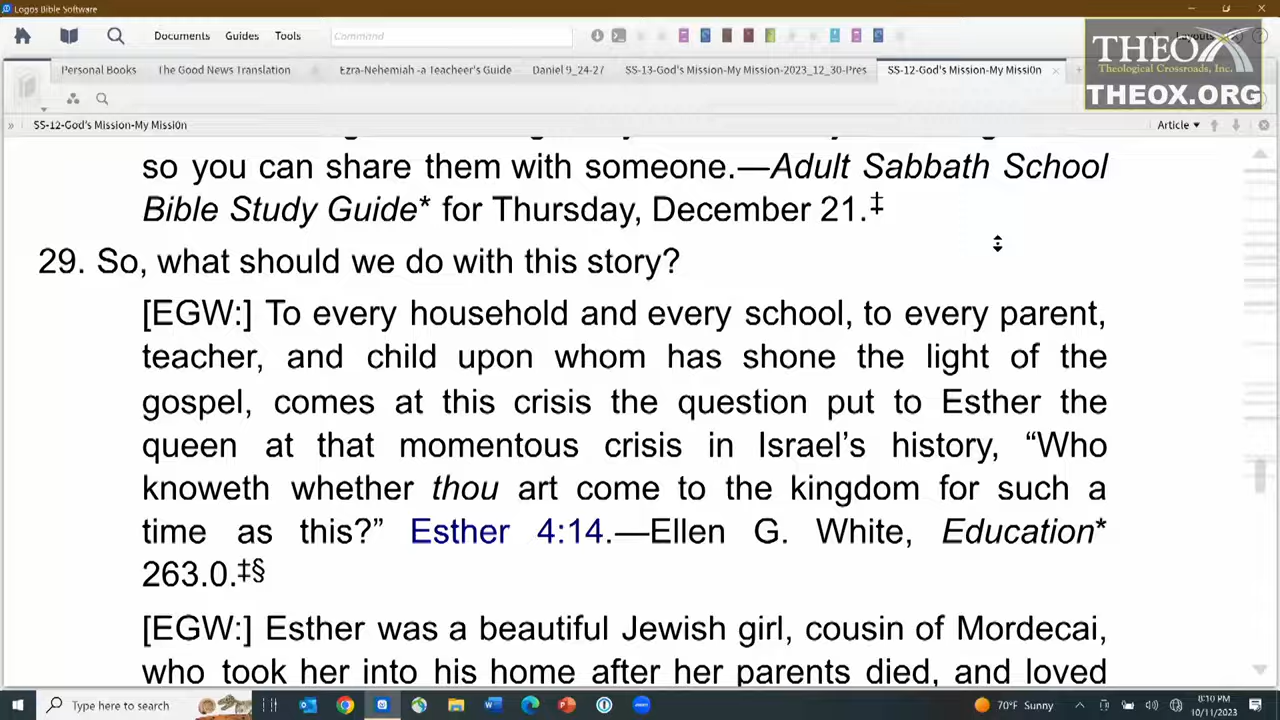 Logos Bible Software
Documents Guides Tools Command Layouts
THEOX
Theological Crossroads, Inc.
THEOX.ORG
Personal Books The Good News Translation Daniel 9_24-27 SS-13-God's Mission-My Mission-2023_12_30-Pres SS-12-God's Mission-My Missi0n
SS-12-God's Mission-My Missi0n Article
so you can share them with someone.—Adult Sabbath School
Bible Study Guide* for Thursday, December 21.‡
29. So, what should we do with this story?
[EGW:] To every household and every school, to every parent,
teacher, and child upon whom has shone the light of the
gospel, comes at this crisis the question put to Esther the
queen at that momentous crisis in Israel’s history, “Who
knoweth whether thou art come to the kingdom for such a
time as this?” Esther 4:14.—Ellen G. White, Education*
263.0.‡§
[EGW:] Esther was a beautiful Jewish girl, cousin of Mordecai,
who took her into his home after her parents died, and loved
Type here to search 70°F Sunny 8:10 PM
10/11/2023